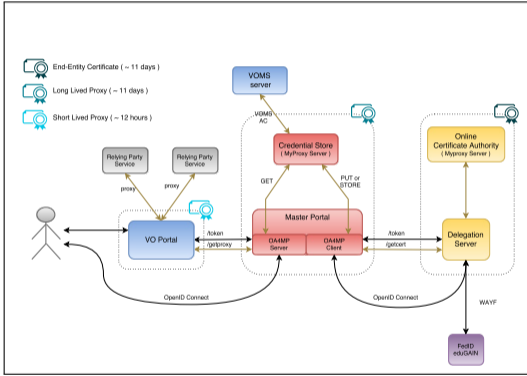 End-Entity Certificate ( ~ 11 days )
Long Lived Proxy ( ~ 11 days )
Short Lived Proxy ( ~ 12 hours )
VOMS
server
VOMS
AC
Credential Store
( MyProxy Server )
Online
Certificate Authority
( Myproxy Server )
Relying Party
Service
Relying Party
Service
proxy
proxy
GET
PUT or
STORE
Master Portal
VO Portal
/token
/getproxy
OA4MP
Server
OA4MP
Client
/token
/getcert
Delegation
Server
OpenID Connect
OpenID Connect
WAYF
FedID
eduGAIN